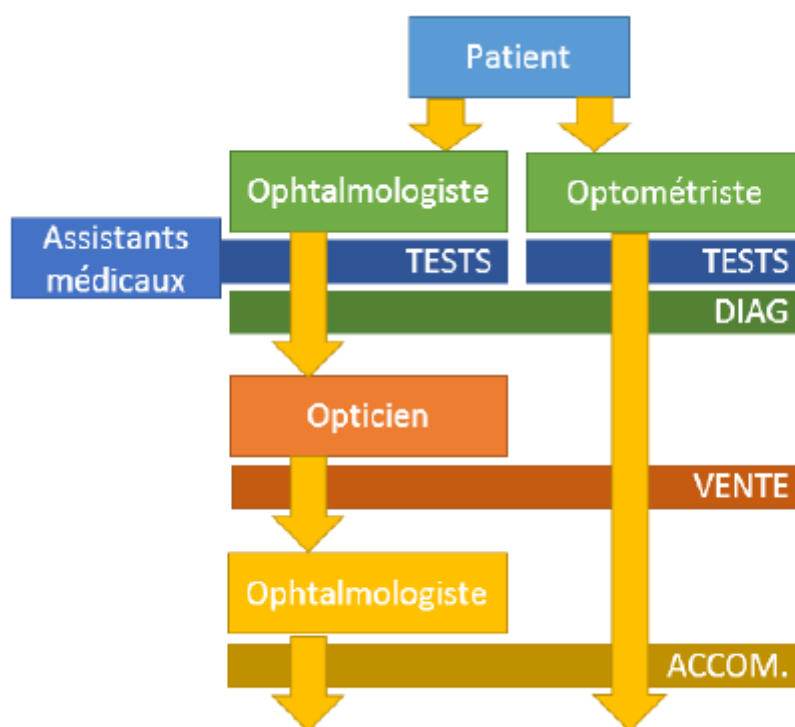 Patient
Ophtalmologiste
Optométriste
Assistants
médicaux
TESTS
TESTS
DIAG
Opticien
VENTE
Ophtalmologiste
ACCOM.